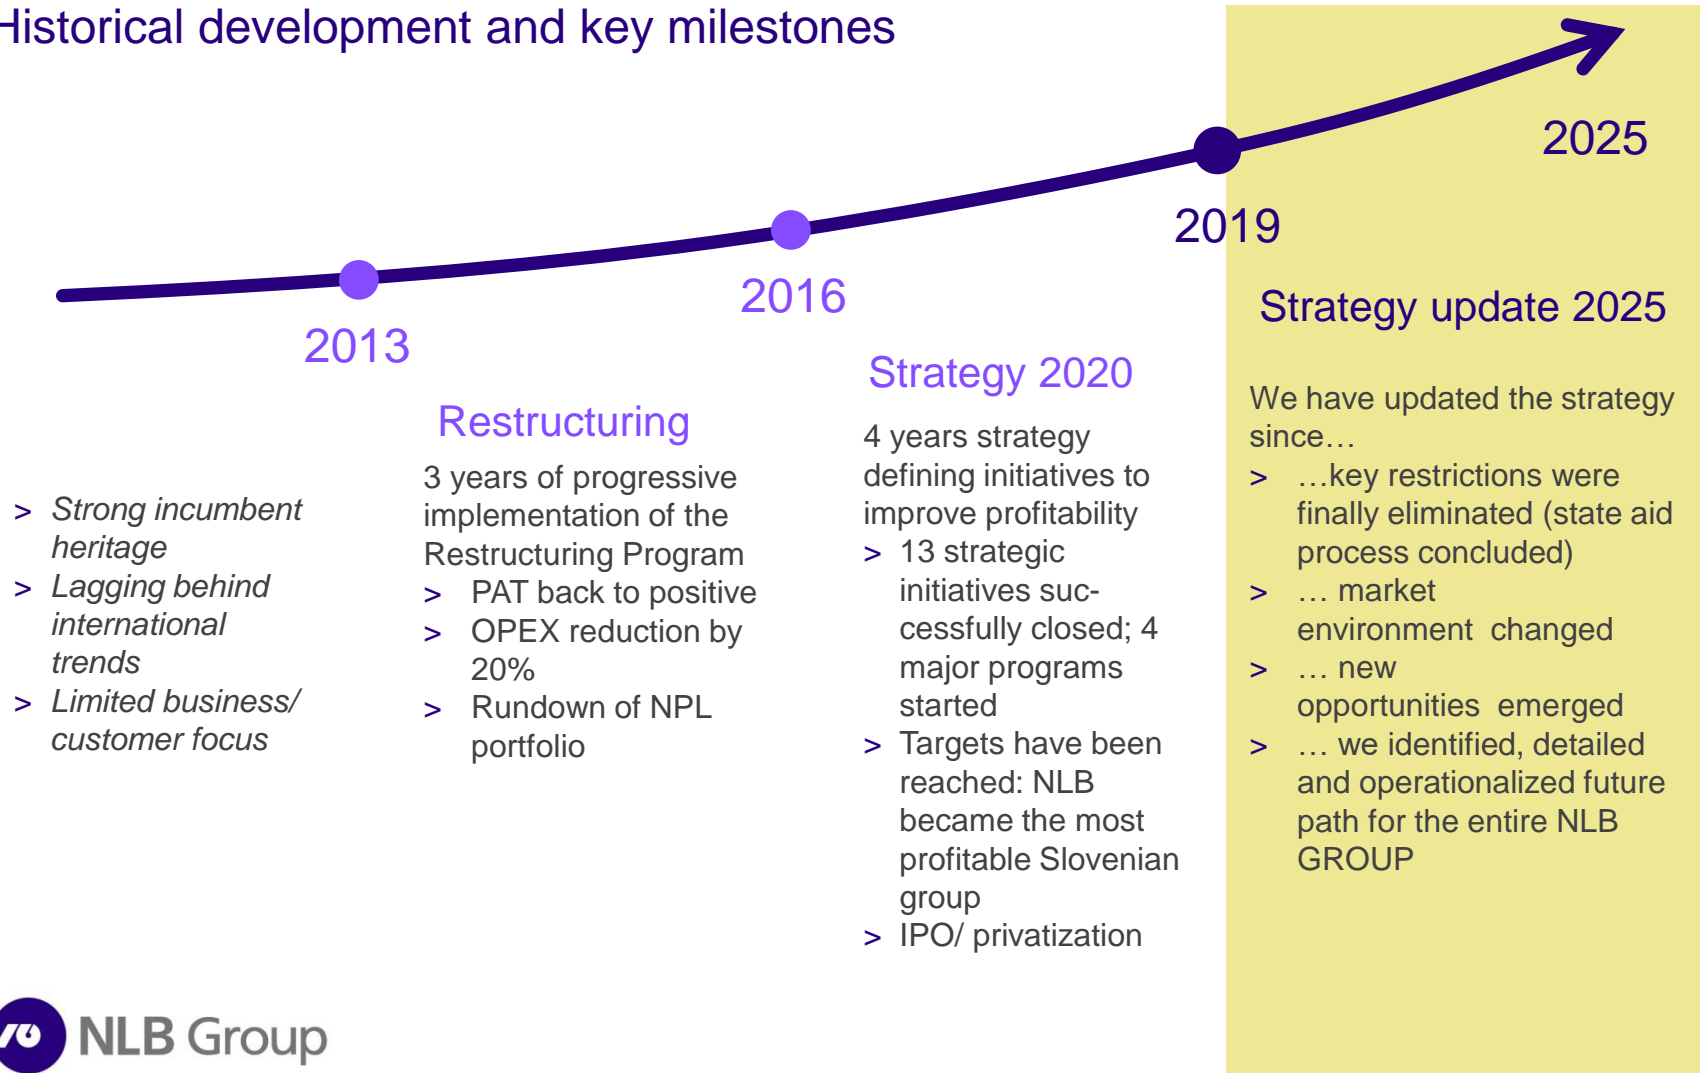 Historical development and key milestones
2025
2019
2016
2013
> Strong incumbent
heritage
> Lagging behind
international
trends
> Limited business/
customer focus
Restructuring
3 years of progressive
implementation of the
Restructuring Program
> PAT back to positive
> OPEX reduction by
20%
> Rundown of NPL
portfolio
Strategy 2020
4 years strategy
defining initiatives to
improve profitability
> 13 strategic
initiatives suc-
cessfully closed; 4
major programs
started
> Targets have been
reached: NLB
became the most
profitable Slovenian
group
> IPO/ privatization
Strategy update 2025
We have updated the strategy
since…
> …key restrictions were
finally eliminated (state aid
process concluded)
> … market
environment changed
> … new
opportunities emerged
> … we identified, detailed
and operationalized future
path for the entire NLB
GROUP
NLB Group